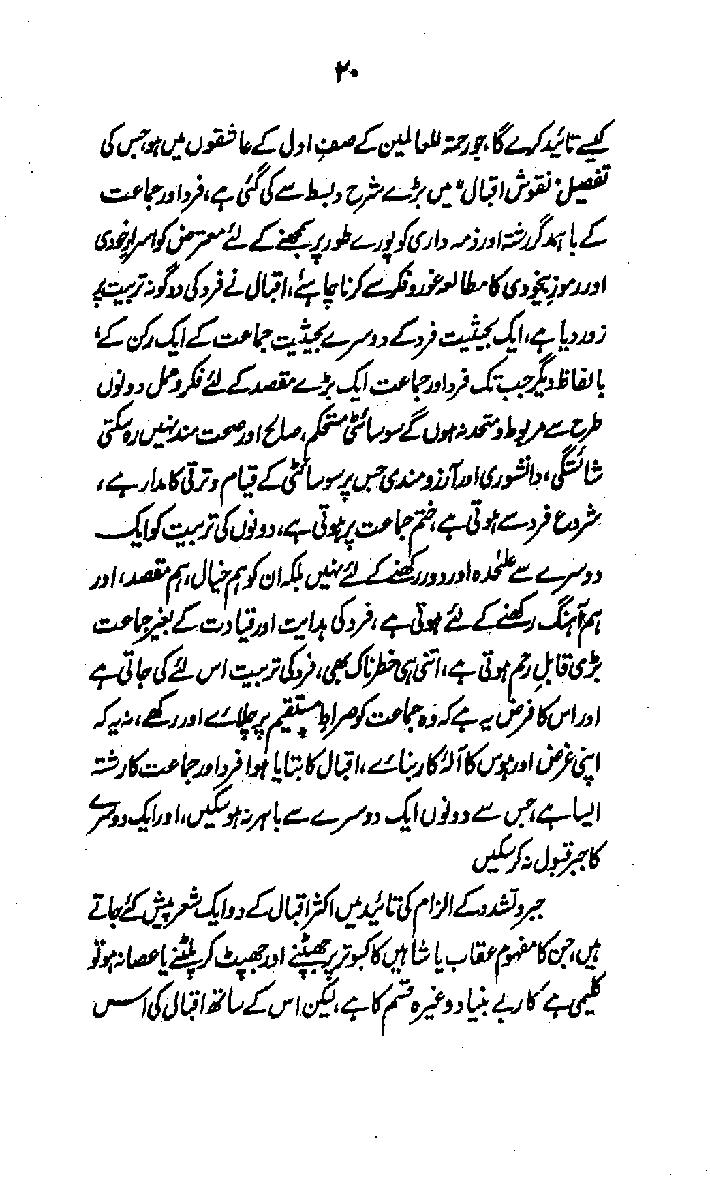 ۲۰
کیسے تائید کرے گا، جو رحمۃ للعالمین کے صفِ اول کے عاشقوں میں ہو، جس کی
تفصیل "نقوش اقبال" میں بڑے شرح و بسط سے کی گئی ہے، فرد اور جماعت
کے باہمدگر رشتہ اور ذمہ داری کو پورے طور پر سمجھنے کے لئے معترض کو اسرار خودی
اور رموز بیخودی کا مطالعہ غور و فکر سے کرنا چاہئے، اقبال نے فرد کی دوگونہ تربیت پر
زور دیا ہے، ایک بحیثیت فرد کے دوسرے بحیثیت جماعت کے ایک رکن کے،
بالفاظ دیگر جب تک فرد اور جماعت ایک بڑے مقصد کے لئے فکر و عمل دونوں
طرح سے مربوط و متحد نہ ہوں گے سوسائٹی مستحکم، صالح اور صحت مند نہیں رہ سکتی
شائستگی، دانشوری اور آرزومندی جس پر سوسائٹی کے قیام و ترقی کا مدار ہے،
شروع فرد سے ہوتی ہے، ختم جماعت پر ہوتی ہے، دونوں کی تربیت کو ایک
دوسرے سے علٰحدہ اور دور رکھنے کے لئے نہیں بلکہ ان کو ہم خیال، ہم مقصد، اور
ہم آہنگ رکھنے کے لئے ہوتی ہے، فرد کی ہدایت اور قیادت کے بغیر جماعت
بڑی قابلِ رحم ہوتی ہے، اتنی ہی خطرناک بھی، فرد کی تربیت اس لئے کی جاتی ہے
اور اس کا فرض یہ ہے کہ وہ جماعت کو صراطِ مستقیم پر چلائے اور رکھے، نہ یہ کہ
اپنی غرض اور ہوس کا آلۂ کار بنائے، اقبال کا بتایا ہوا فرد اور جماعت کا رشتہ
ایسا ہے، جس سے دونوں ایک دوسرے سے باہر نہ ہو سکیں، اور ایک دوسرے
کا جبر قبول نہ کر سکیں
جبر و تشدد کے الزام کی تائید میں اکثر اقبال کے دو ایک شعر پیش کئے جاتے
ہیں، جن کا مفہوم عقاب یا شاہیں کا کبوتر پر جھپٹنے اور جھپٹ کر پلٹنے یا عصا نہ ہو تو
کلیمی ہے کار بے بنیاد وغیرہ قسم کا ہے، لیکن اس کے ساتھ اقبال کی اس